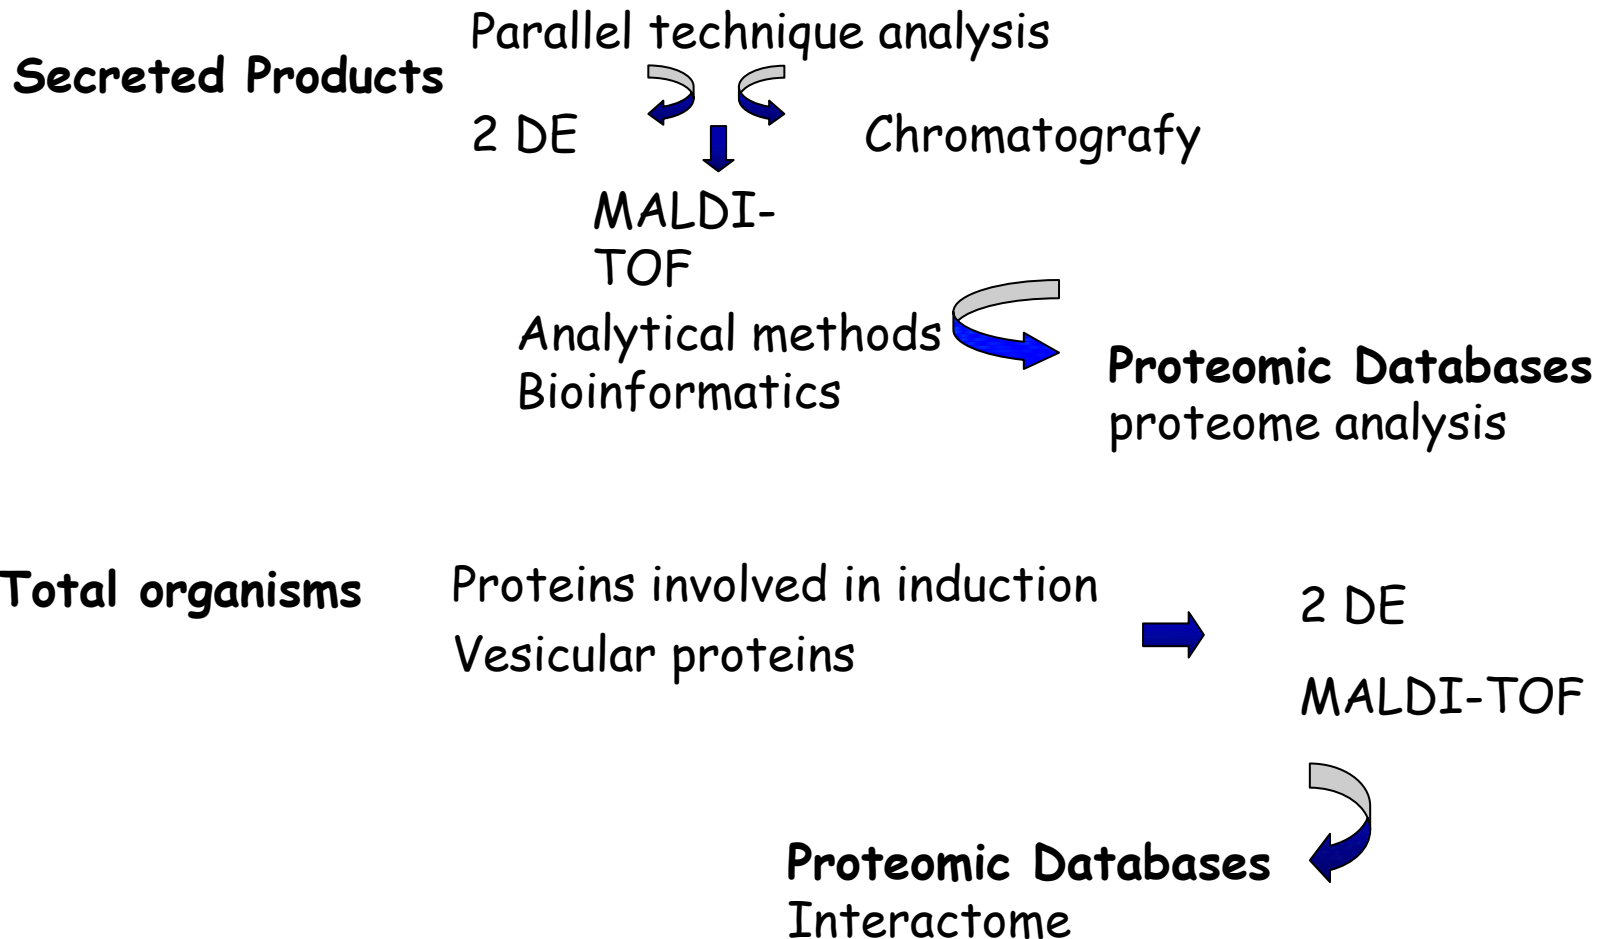 Parallel technique analysis
Secreted Products
2 DE
Chromatografy
MALDI-
TOF
Analytical methods
Bioinformatics
Proteomic Databases
proteome analysis
Total organisms
Proteins involved in induction
Vesicular proteins
2 DE
MALDI-TOF
Proteomic Databases
Interactome